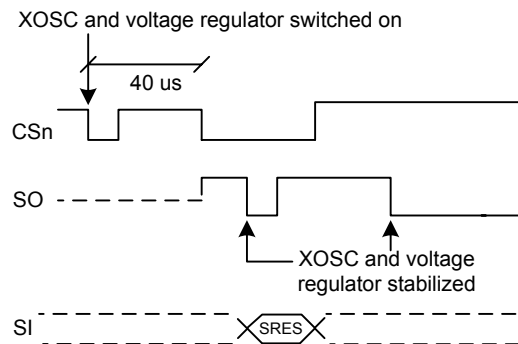 XOSC and voltage regulator switched on
40 us
CSn
SO
XOSC and voltage
regulator stabilized
SI
SRES